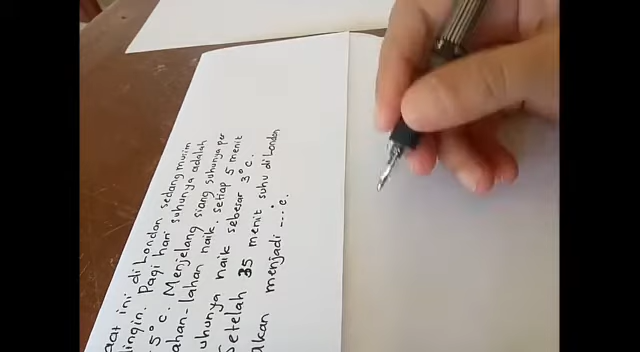 aat ini di London sedang musim
ingin. Pagi hari suhunya adalah
5°C. Menjelang siang suhunya per
ahan-lahan naik. setiap 5 menit
uhunya naik sebesar 3°C.
Setelah 35 menit suhu di London
akan menjadi ...°C.